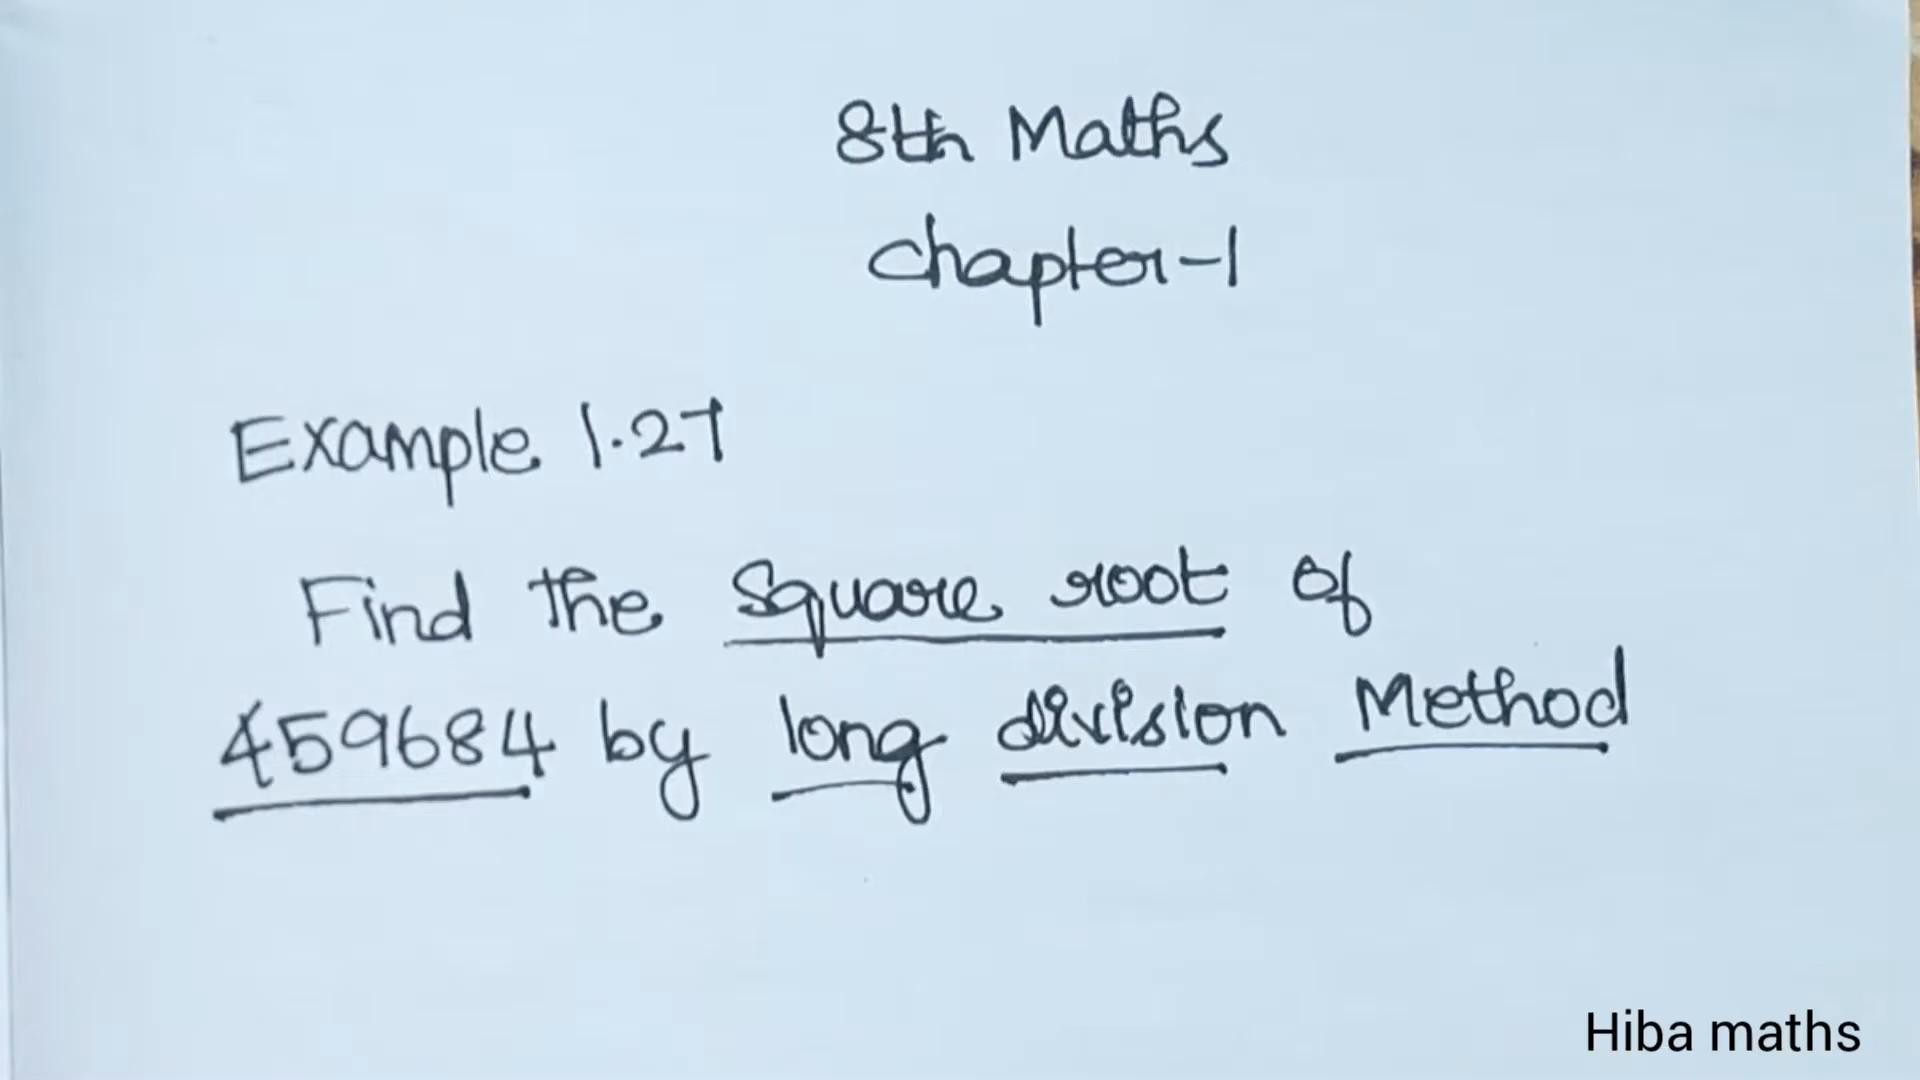 8th Maths
Chapter-1
Example 1.27
Find the Square root of
459684 by long division Method
Hiba maths